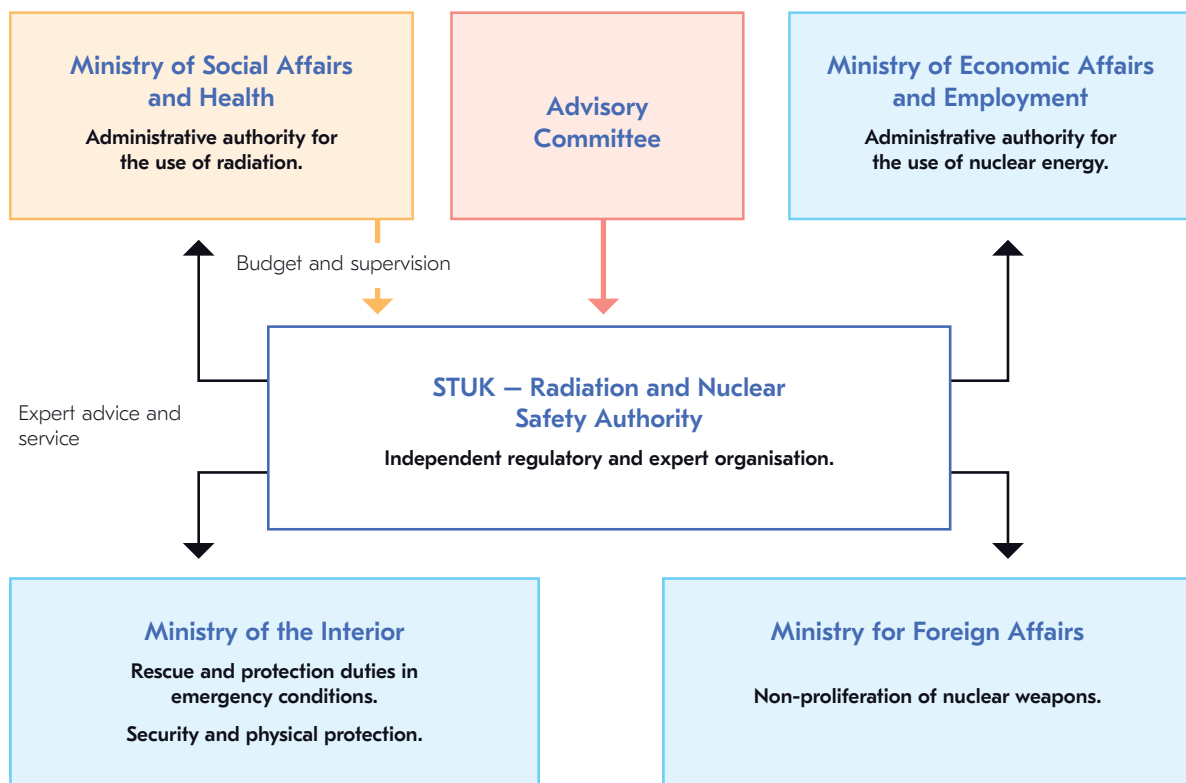 Ministry of Social Affairs
and Health
Administrative authority for
the use of radiation.
Advisory
Committee
Ministry of Economic Affairs
and Employment
Administrative authority for
the use of nuclear energy.
Budget and supervision
STUK – Radiation and Nuclear
Safety Authority
Independent regulatory and expert organisation.
Expert advice and
service
Ministry of the Interior
Rescue and protection duties in
emergency conditions.
Security and physical protection.
Ministry for Foreign Affairs
Non-proliferation of nuclear weapons.